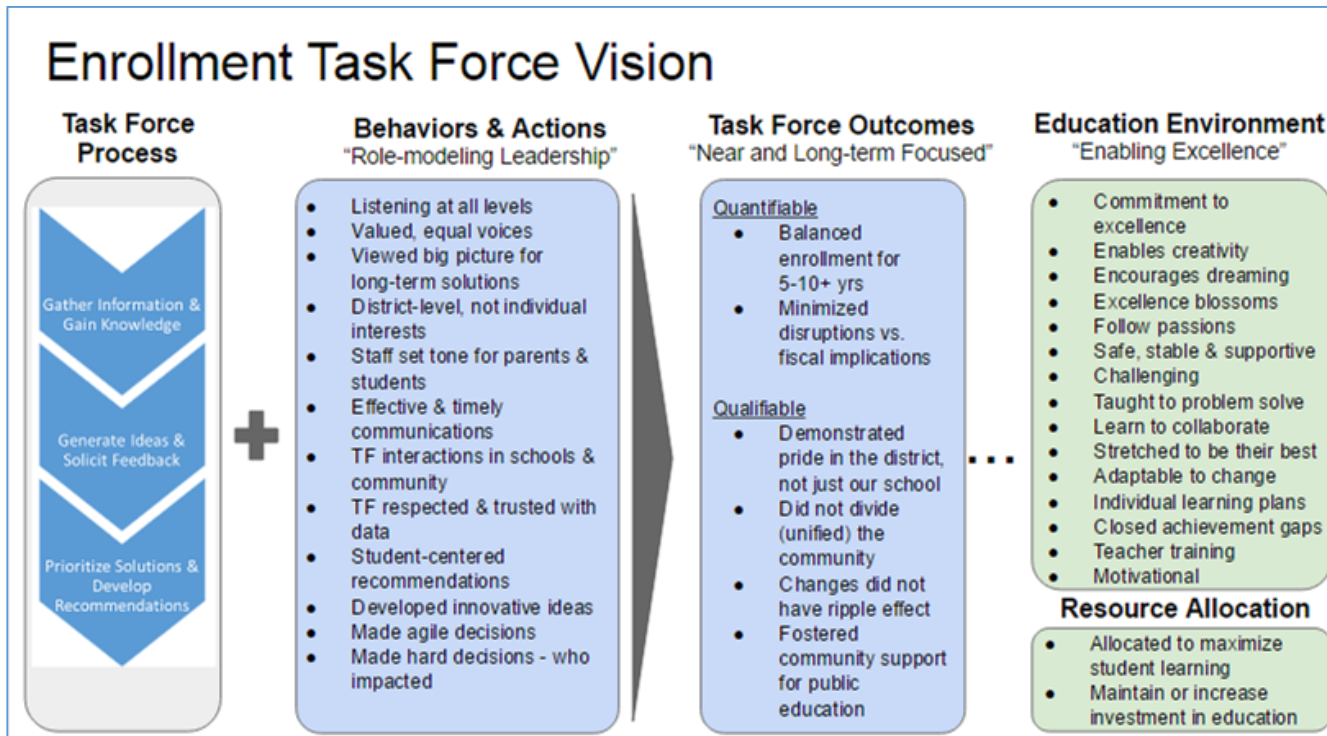 Enrollment Task Force Vision
Task Force
Process
Gather Information &
Gain Knowledge
Generate Ideas &
Solicit Feedback
Prioritize Solutions &
Develop
Recommendations
Behaviors & Actions
“Role-modeling Leadership”
● Listening at all levels
● Valued, equal voices
● Viewed big picture for
long-term solutions
● District-level, not individual
interests
● Staff set tone for parents &
students
● Effective & timely
communications
● TF interactions in schools &
community
● TF respected & trusted with
data
● Student-centered
recommendations
● Developed innovative ideas
● Made agile decisions
● Made hard decisions - who
impacted
Task Force Outcomes
“Near and Long-term Focused”
Quantifiable
● Balanced
enrollment for
5-10+ yrs
● Minimized
disruptions vs.
fiscal implications
Qualifiable
● Demonstrated
pride in the district,
not just our school
● Did not divide
(unified) the
community
● Changes did not
have ripple effect
● Fostered
community support
for public
education
...
Education Environment
“Enabling Excellence”
● Commitment to
excellence
● Enables creativity
● Encourages dreaming
● Excellence blossoms
● Follow passions
● Safe, stable & supportive
● Challenging
● Taught to problem solve
● Learn to collaborate
● Stretched to be their best
● Adaptable to change
● Individual learning plans
● Closed achievement gaps
● Teacher training
● Motivational
Resource Allocation
● Allocated to maximize
student learning
● Maintain or increase
investment in education